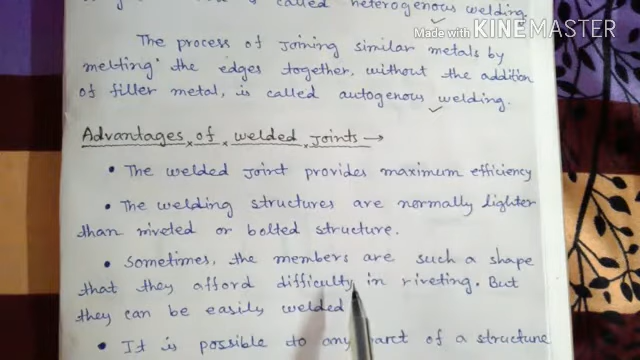 is called heterogenous welding.
Made with KINEMASTER
The process of joining similar metals by
melting the edges together, without the addition
of filler metal, is called autogenous welding.
Advantages of welded joints →
• The welded joint provides maximum efficiency
• The welding structures are normally lighter
than riveted or bolted structure.
• Sometimes, the members are such a shape
that they afford difficulty in riveting. But
they can be easily welded
• It is possible to any part of a structure